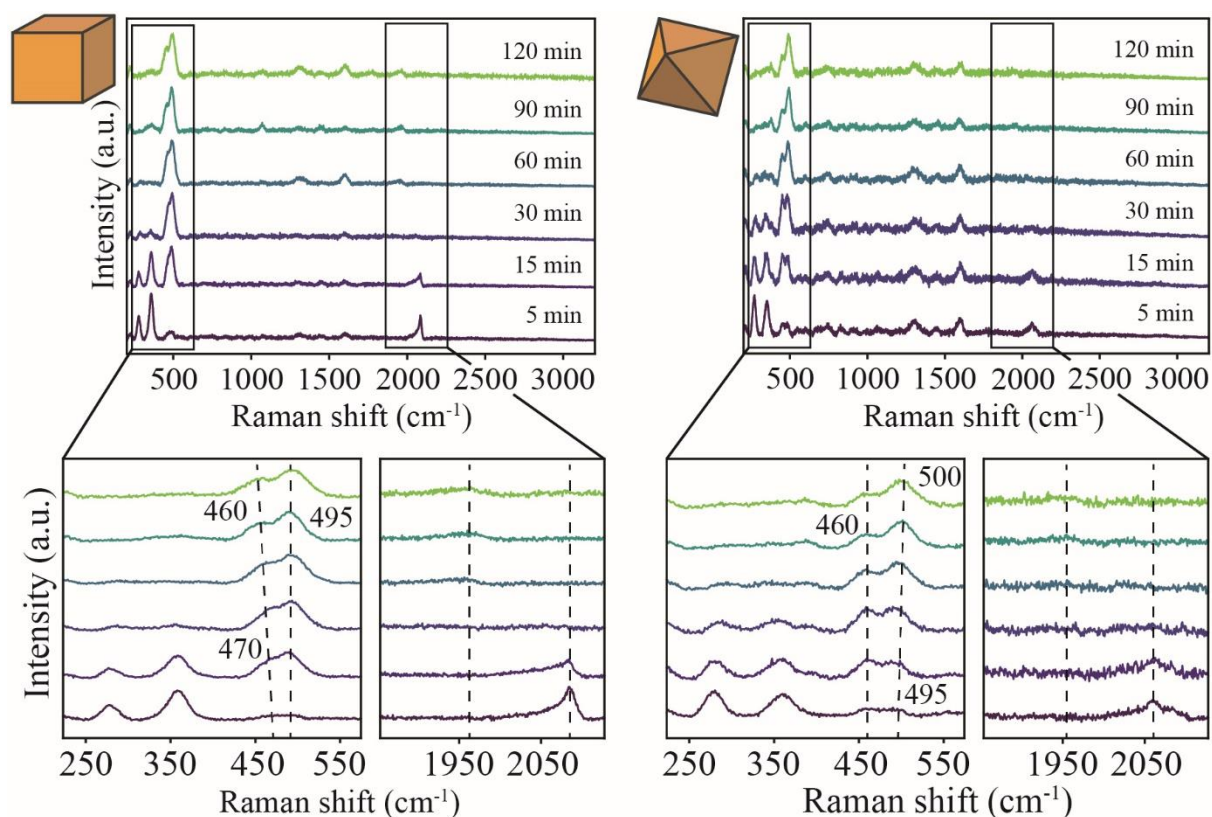 120 min
90 min
60 min
30 min
15 min
5 min
Intensity (a.u.)
500 1000 1500 2000 2500 3000
Raman shift (cm-1)
120 min
90 min
60 min
30 min
15 min
5 min
500 1000 1500 2000 2500 3000
Raman shift (cm-1)
460
495
470
Intensity (a.u.)
250 350 450 550
1950 2050
Raman shift (cm-1)
500
460
495
250 350 450 550
1950 2050
Raman shift (cm-1)